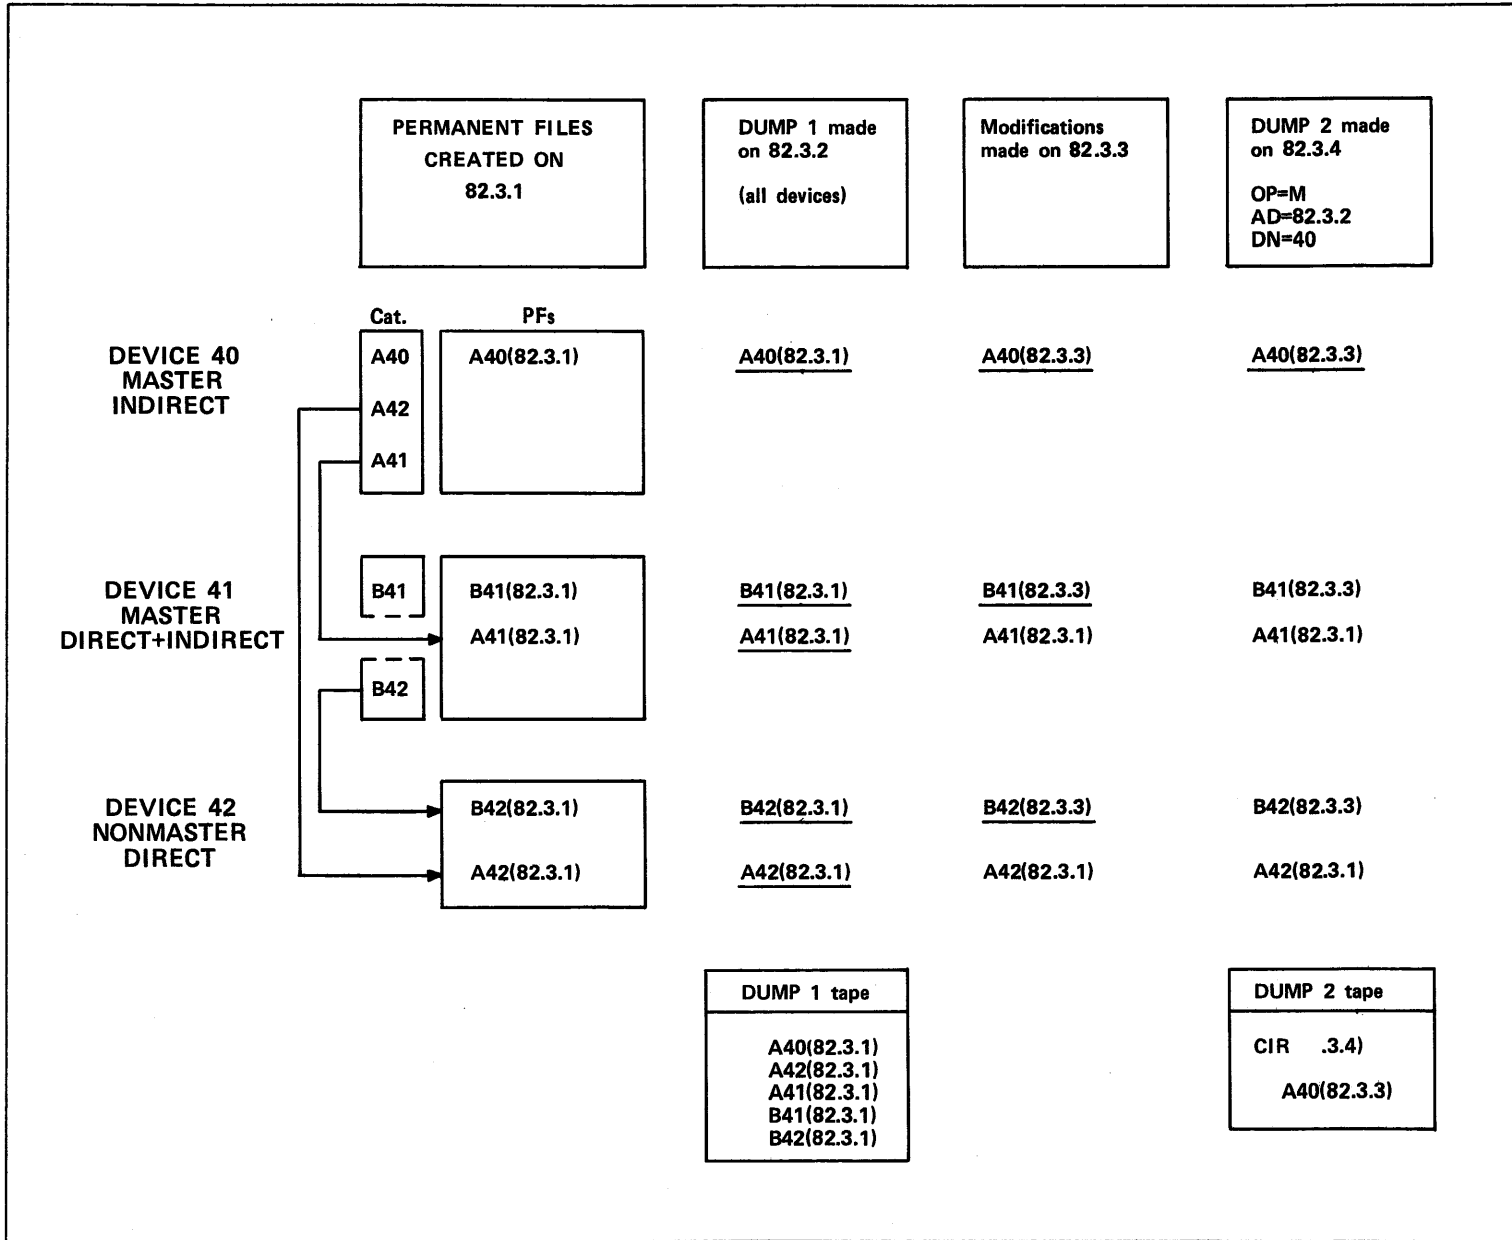 PERMANENT FILES
CREATED ON
82.3.1
DUMP 1 made
on 82.3.2
(all devices)
Modifications
made on 82.3.3
DUMP 2 made
on 82.3.4
OP=M
AD=82.3.2
DN=40
Cat.
PFs
DEVICE 40
MASTER
INDIRECT
A40
A42
A41
A40(82.3.1)
A40(82.3.1)
A40(82.3.3)
A40(82.3.3)
DEVICE 41
MASTER
DIRECT+INDIRECT
B41
B42
B41(82.3.1)
A41(82.3.1)
B41(82.3.1)
A41(82.3.1)
B41(82.3.3)
A41(82.3.1)
B41(82.3.3)
A41(82.3.1)
DEVICE 42
NONMASTER
DIRECT
B42(82.3.1)
A42(82.3.1)
B42(82.3.1)
A42(82.3.1)
B42(82.3.3)
A42(82.3.1)
B42(82.3.3)
A42(82.3.1)
DUMP 1 tape
A40(82.3.1)
A42(82.3.1)
A41(82.3.1)
B41(82.3.1)
B42(82.3.1)
DUMP 2 tape
CIR .3.4)
A40(82.3.3)